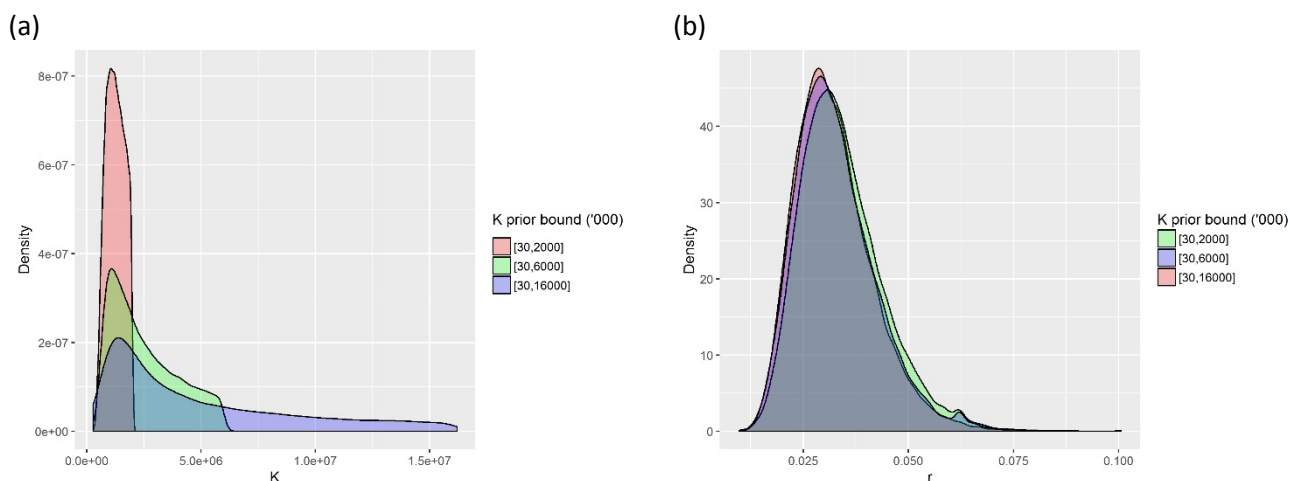 (a)
8e-07
6e-07
4e-07
2e-07
0e+00
Density
0.0e+00
5.0e+06
1.0e+07
1.5e+07
K
K prior bound ('000)
[30,2000]
[30,6000]
[30,16000]
(b)
40
30
20
10
0
Density
0.025
0.050
0.075
0.100
r
K prior bound ('000)
[30,2000]
[30,6000]
[30,16000]